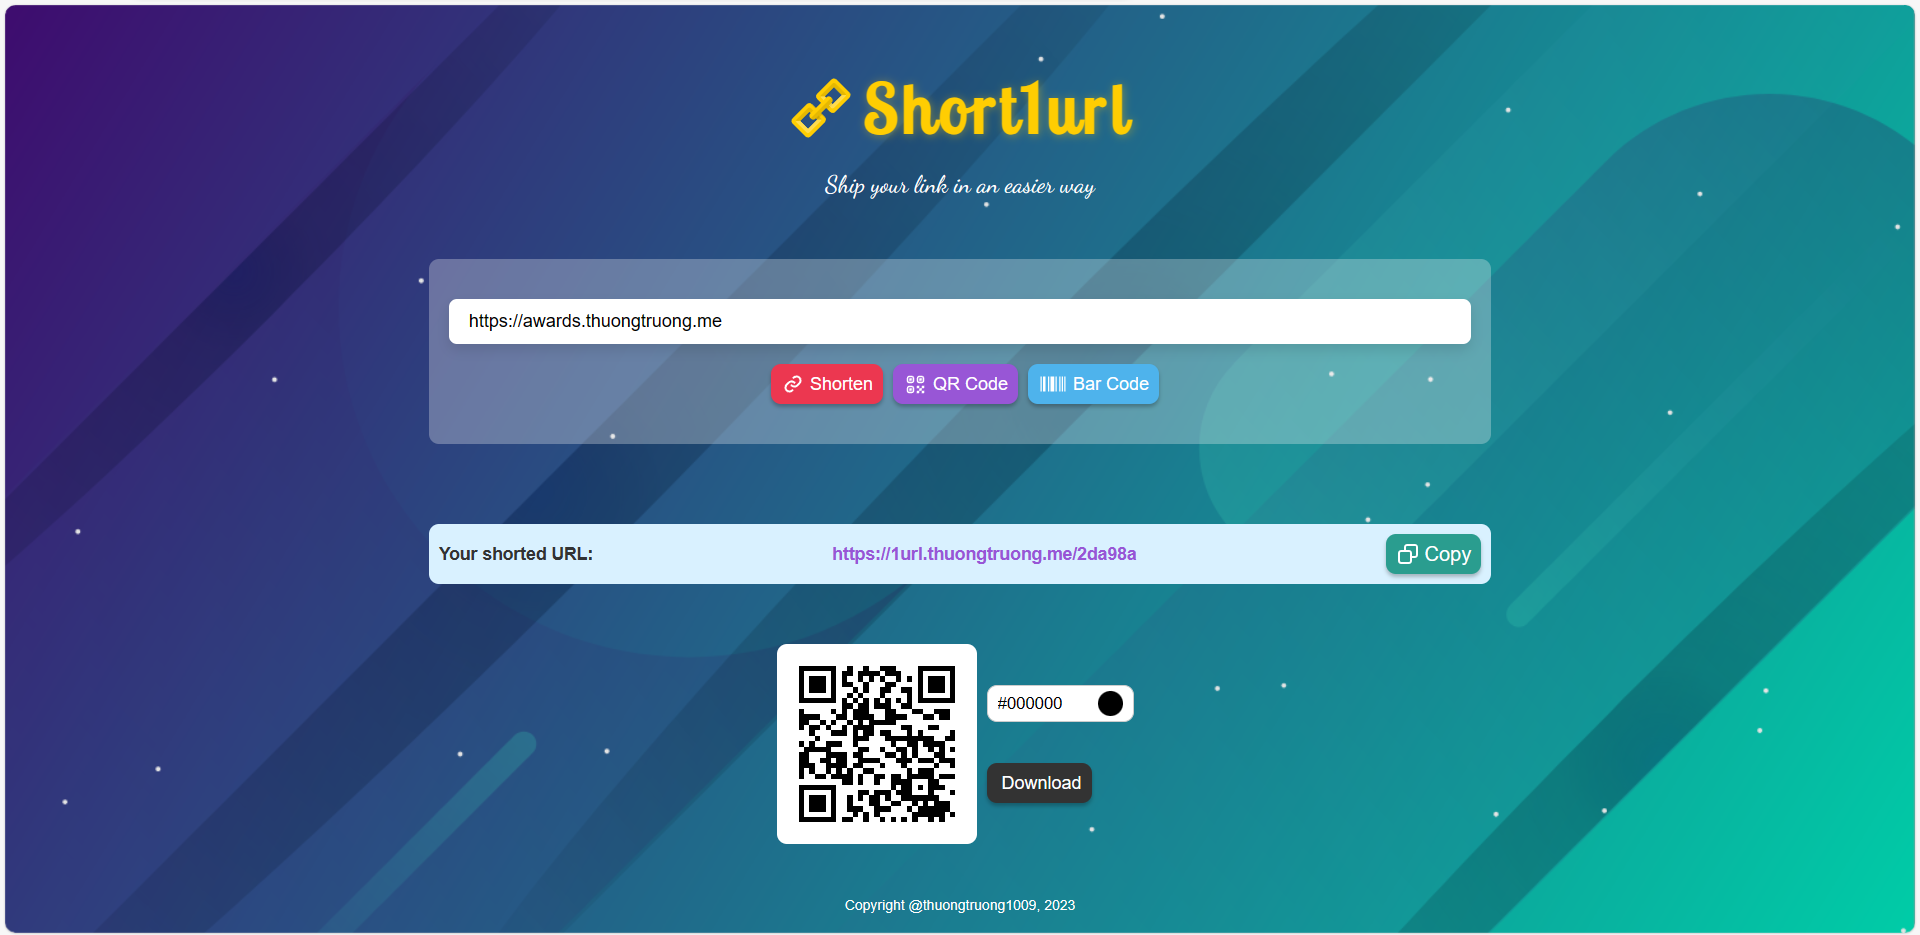 Short1url
Ship your link in an easier way
https://awards.thuongtruong.me
Shorten QR Code Bar Code
Your shorted URL: https://1url.thuongtruong.me/2da98a Copy
#000000
Download
Copyright @thuongtruong1009, 2023